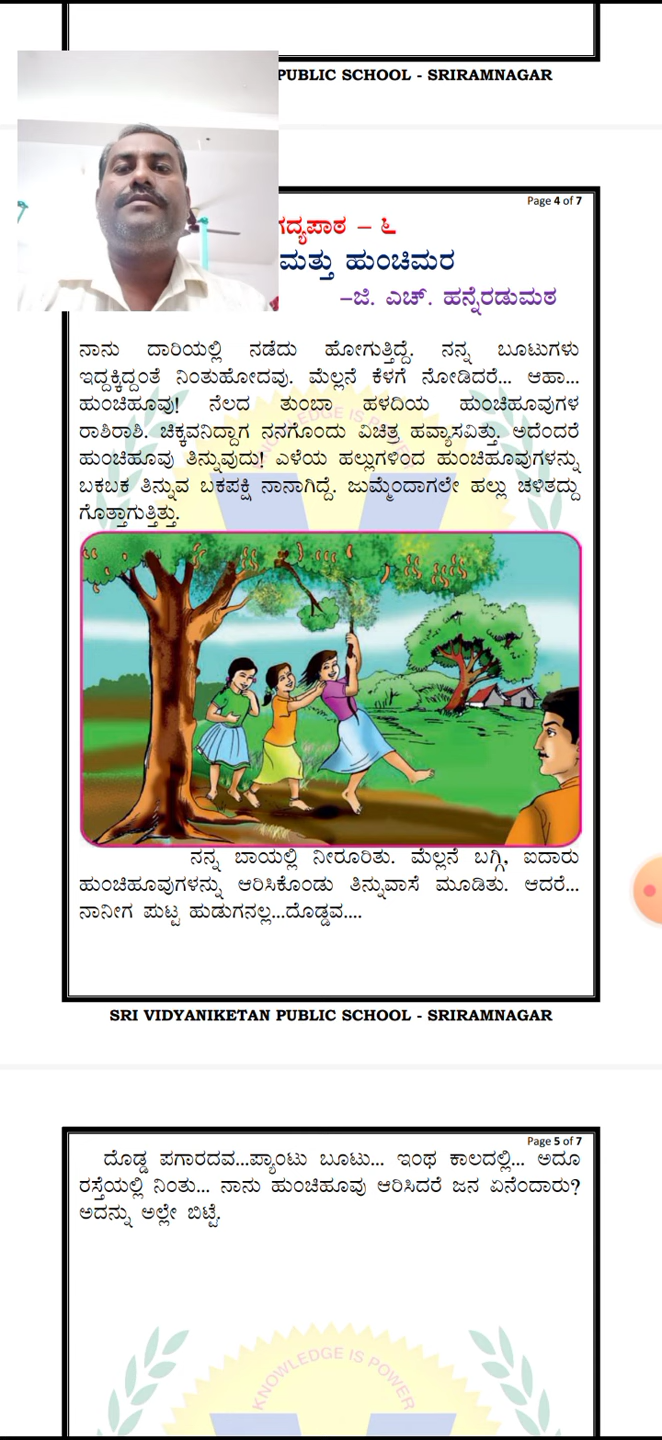 PUBLIC SCHOOL - SRIRAMNAGAR
Page 4 of 7
ಗದ್ಯಪಾಠ – ೬
ಮತ್ತು ಹುಂಚಿಮರ
–ಜಿ. ಎಚ್. ಹನ್ನೆರಡುಮಠ
ನಾನು ದಾರಿಯಲ್ಲಿ ನಡೆದು ಹೋಗುತ್ತಿದ್ದೆ. ನನ್ನ ಬೂಟುಗಳು
ಇದ್ದಕ್ಕಿದ್ದಂತೆ ನಿಂತುಹೋದವು. ಮೆಲ್ಲನೆ ಕೆಳಗೆ ನೋಡಿದರೆ... ಆಹಾ...
ಹುಂಚಿಹೂವು! ನೆಲದ ತುಂಬಾ ಹಳದಿಯ ಹುಂಚಿಹೂವುಗಳ
ರಾಶಿರಾಶಿ. ಚಿಕ್ಕವನಿದ್ದಾಗ ನನಗೊಂದು ವಿಚಿತ್ರ ಹವ್ಯಾಸವಿತ್ತು. ಅದೆಂದರೆ
ಹುಂಚಿಹೂವು ತಿನ್ನುವುದು! ಎಳೆಯ ಹಲ್ಲುಗಳಿಂದ ಹುಂಚಿಹೂವುಗಳನ್ನು
ಬಕಬಕ ತಿನ್ನುವ ಬಕಪಕ್ಷಿ ನಾನಾಗಿದ್ದೆ. ಜುಮ್ಮೆಂದಾಗಲೇ ಹಲ್ಲು ಚಳಿತದ್ದು
ಗೊತ್ತಾಗುತ್ತಿತ್ತು.
ನನ್ನ ಬಾಯಲ್ಲಿ ನೀರೂರಿತು. ಮೆಲ್ಲನೆ ಬಗ್ಗಿ, ಐದಾರು
ಹುಂಚಿಹೂವುಗಳನ್ನು ಆರಿಸಿಕೊಂಡು ತಿನ್ನುವಾಸೆ ಮೂಡಿತು. ಆದರೆ...
ನಾನೀಗ ಪುಟ್ಟ ಹುಡುಗನಲ್ಲ...ದೊಡ್ಡವ....
SRI VIDYANIKETAN PUBLIC SCHOOL - SRIRAMNAGAR
Page 5 of 7
ದೊಡ್ಡ ಪಗಾರದವ...ಪ್ಯಾಂಟು ಬೂಟು... ಇಂಥ ಕಾಲದಲ್ಲಿ... ಅದೂ
ರಸ್ತೆಯಲ್ಲಿ ನಿಂತು... ನಾನು ಹುಂಚಿಹೂವು ಆರಿಸಿದರೆ ಜನ ಏನೆಂದಾರು?
ಅದನ್ನು ಅಲ್ಲೇ ಬಿಟ್ಟೆ.
KNOWLEDGE IS POWER